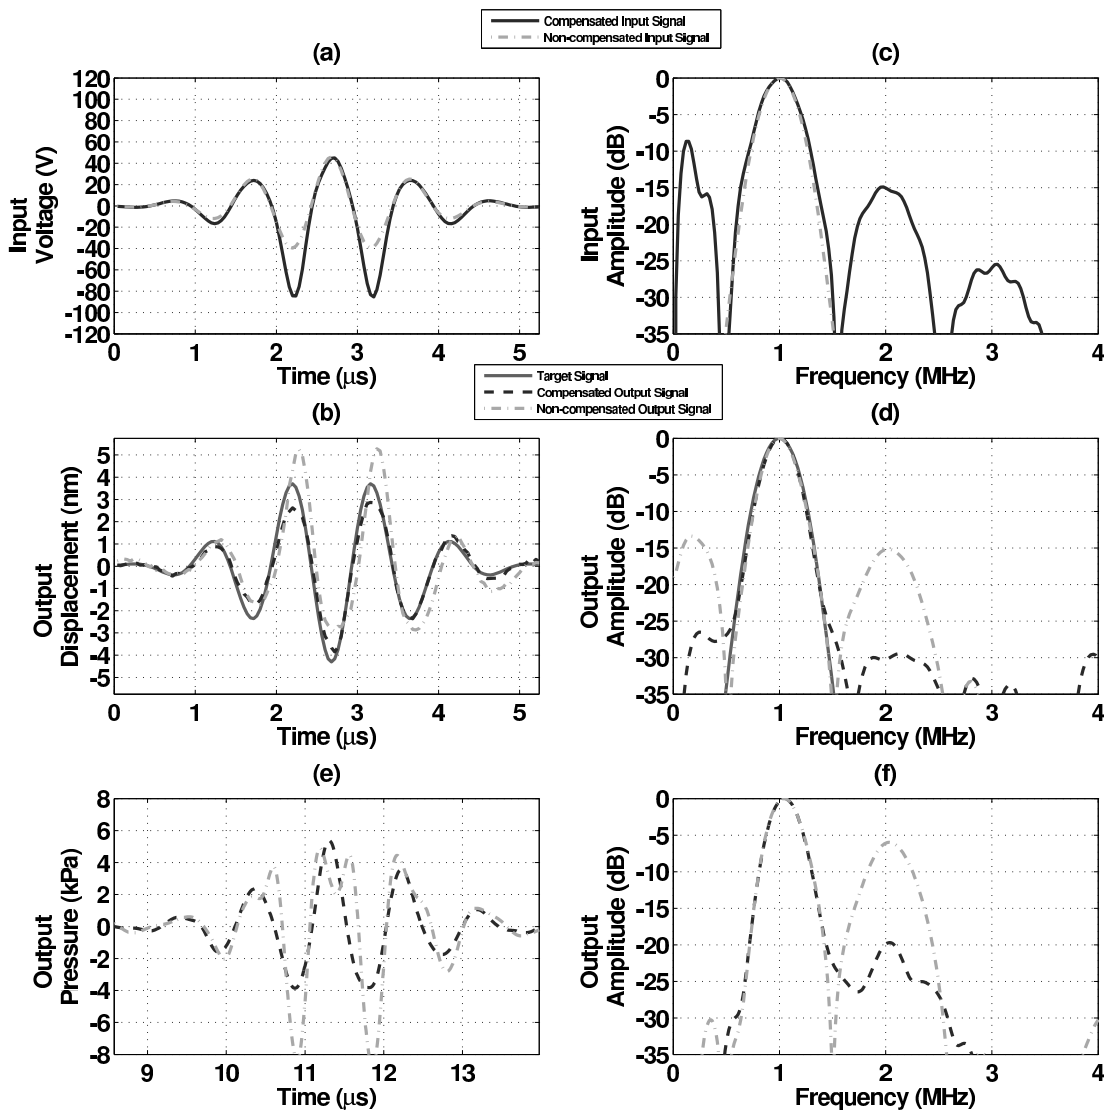 Compensated Input Signal
Non-compensated Input Signal
(a)
120
100
80
60
40
20
0
-20
-40
-60
-80
-100
-120
0 1 2 3 4 5
Input
Voltage (V)
Time (μs)
(c)
0
-5
-10
-15
-20
-25
-30
-35
0 1 2 3 4
Input
Amplitude (dB)
Frequency (MHz)
Target Signal
Compensated Output Signal
Non-compensated Output Signal
(b)
5
4
3
2
1
0
-1
-2
-3
-4
-5
0 1 2 3 4 5
Output
Displacement (nm)
Time (μs)
(d)
0
-5
-10
-15
-20
-25
-30
-35
0 1 2 3 4
Output
Amplitude (dB)
Frequency (MHz)
(e)
8
6
4
2
0
-2
-4
-6
-8
9 10 11 12 13
Output
Pressure (kPa)
Time (μs)
(f)
0
-5
-10
-15
-20
-25
-30
-35
0 1 2 3 4
Output
Amplitude (dB)
Frequency (MHz)